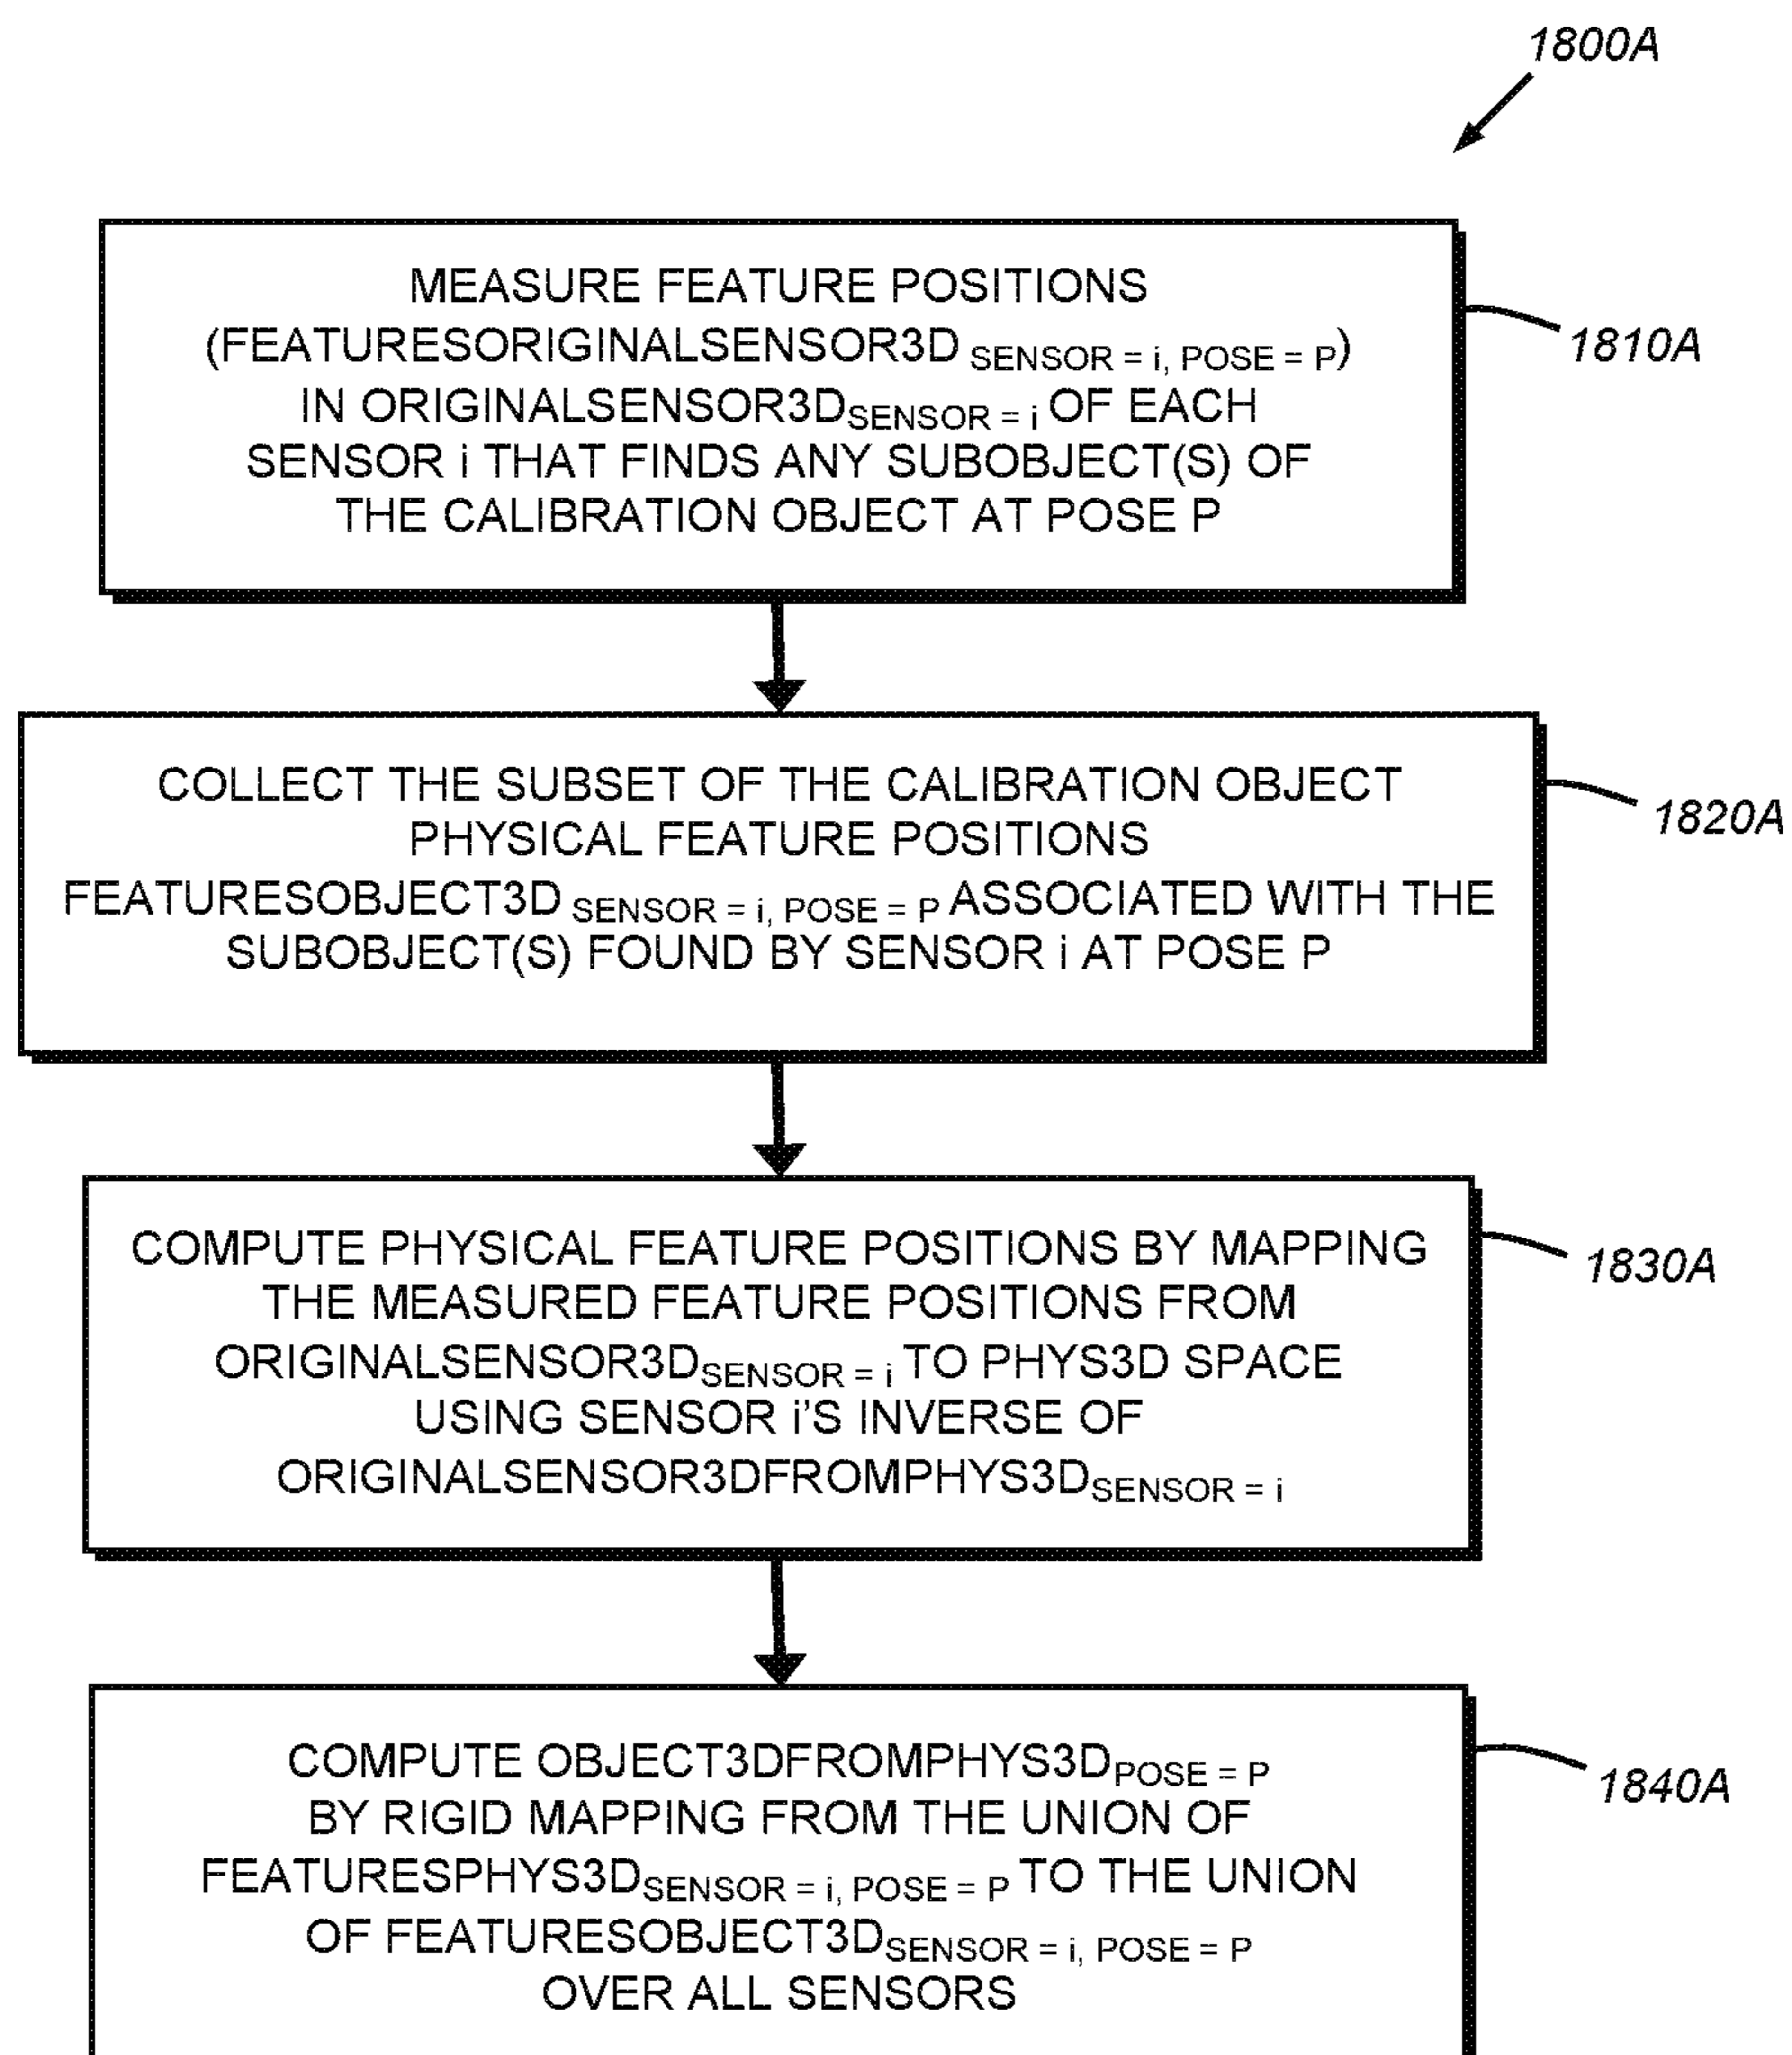 1800A
MEASURE FEATURE POSITIONS
(FEATURESORIGINALSENSOR3D SENSOR = i, POSE = P)
IN ORIGINALSENSOR3DSENSOR = i OF EACH
SENSOR i THAT FINDS ANY SUBOBJECT(S) OF
THE CALIBRATION OBJECT AT POSE P
1810A
COLLECT THE SUBSET OF THE CALIBRATION OBJECT
PHYSICAL FEATURE POSITIONS
FEATURESOBJECT3D SENSOR = i, POSE = P ASSOCIATED WITH THE
SUBOBJECT(S) FOUND BY SENSOR i AT POSE P
1820A
COMPUTE PHYSICAL FEATURE POSITIONS BY MAPPING
THE MEASURED FEATURE POSITIONS FROM
ORIGINALSENSOR3DSENSOR = i TO PHYS3D SPACE
USING SENSOR i'S INVERSE OF
ORIGINALSENSOR3DFROMPHYS3DSENSOR = i
1830A
COMPUTE OBJECT3DFROMPHYS3DPOSE = P
BY RIGID MAPPING FROM THE UNION OF
FEATURESPHYS3DSENSOR = i, POSE = P TO THE UNION
OF FEATURESOBJECT3DSENSOR = i, POSE = P
OVER ALL SENSORS
1840A